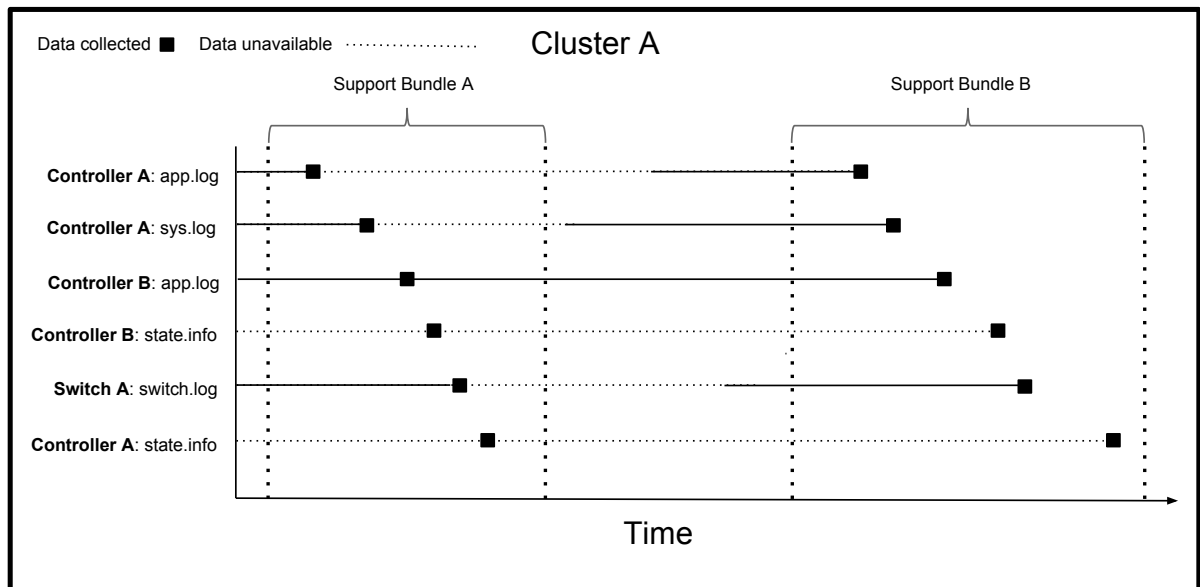 Data collected
Data unavailable
Cluster A
Support Bundle A
Support Bundle B
Controller A: app.log
Controller A: sys.log
Controller B: app.log
Controller B: state.info
Switch A: switch.log
Controller A: state.info
Time